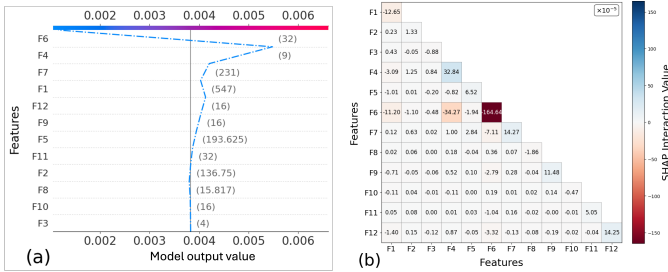 0.002 0.003 0.004 0.005 0.006
F6 (32)
F4 (9)
F7 (231)
F1 (547)
F12 (16)
F9 (16)
F5 (193.625)
F11 (32)
F2 (136.75)
F8 (15.817)
F10 (16)
F3 (4)
Features
0.002 0.003 0.004 0.005 0.006
Model output value
(a)
×10⁻⁵
F1 -12.65
F2 0.23 1.33
F3 0.43 -0.05 -0.88
F4 -3.09 1.25 0.84 32.84
F5 -1.01 0.01 -0.20 -0.82 6.52
F6 -11.20 -1.10 -0.48 -34.27 -1.94 -164.64
F7 0.12 0.63 0.02 1.00 2.84 -7.11 14.27
F8 0.02 0.06 0.00 -0.18 -0.04 0.36 0.07 -1.86
F9 -0.71 -0.05 -0.06 0.52 0.10 -2.79 0.28 -0.04 11.48
F10 -0.11 0.04 -0.01 -0.11 0.00 0.19 0.01 0.02 0.14 -0.47
F11 0.05 0.08 0.00 0.01 0.03 -1.04 0.16 -0.02 -0.00 -0.01 5.05
F12 -1.40 0.15 -0.12 0.87 -0.05 -3.32 -0.13 -0.08 -0.19 -0.02 -0.04 14.25
F1 F2 F3 F4 F5 F6 F7 F8 F9 F10 F11 F12
Features
Features
(b)
150
100
50
0
-50
-100
-150
SHAP Interaction Value